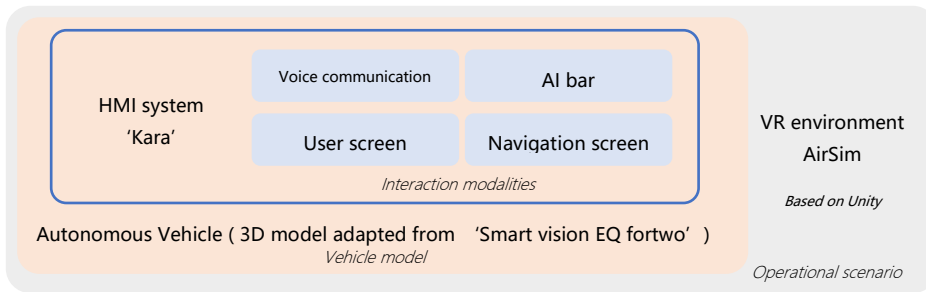 Voice communication
AI bar
HMI system
‘Kara’
User screen
Navigation screen
Interaction modalities
VR environment
AirSim
Based on Unity
Autonomous Vehicle ( 3D model adapted from ‘Smart vision EQ fortwo’ )
Vehicle model
Operational scenario